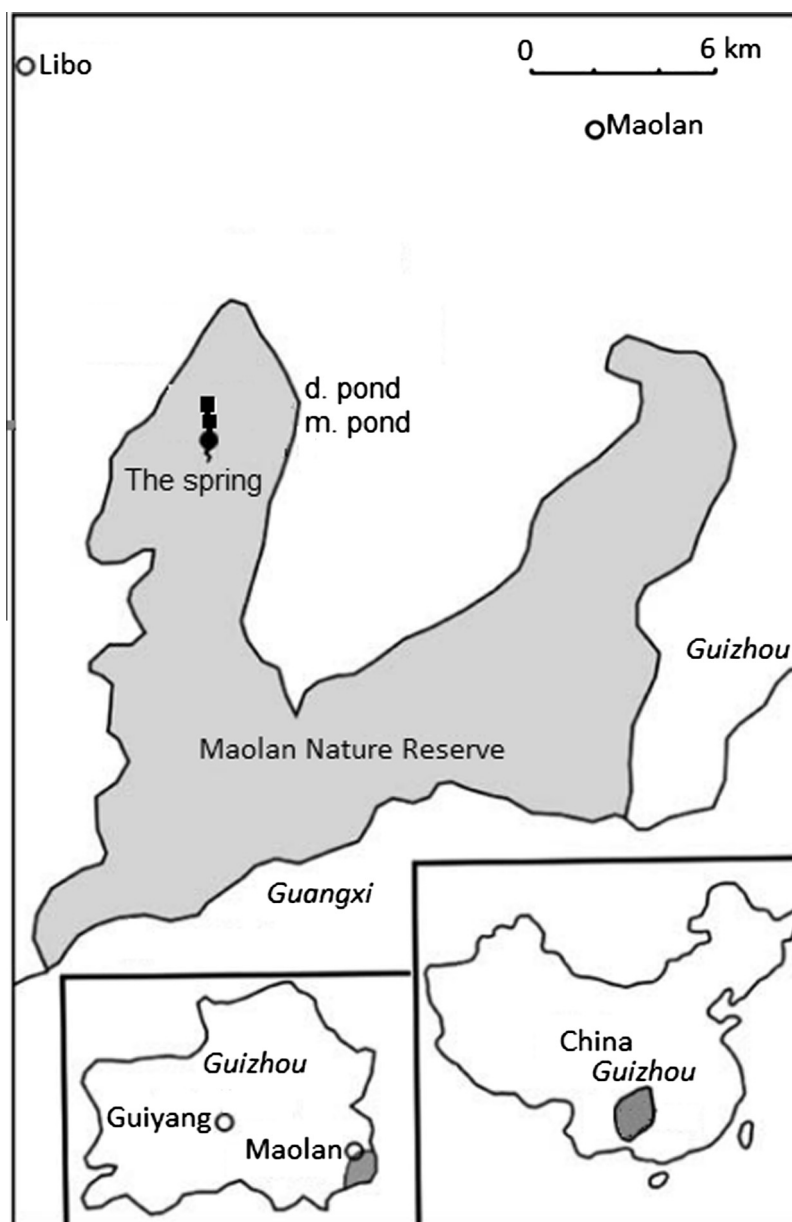 Libo
0 6 km
Maolan
d. pond
m. pond
The spring
Guizhou
Maolan Nature Reserve
Guangxi
Guizhou
Guiyang
Maolan
China
Guizhou